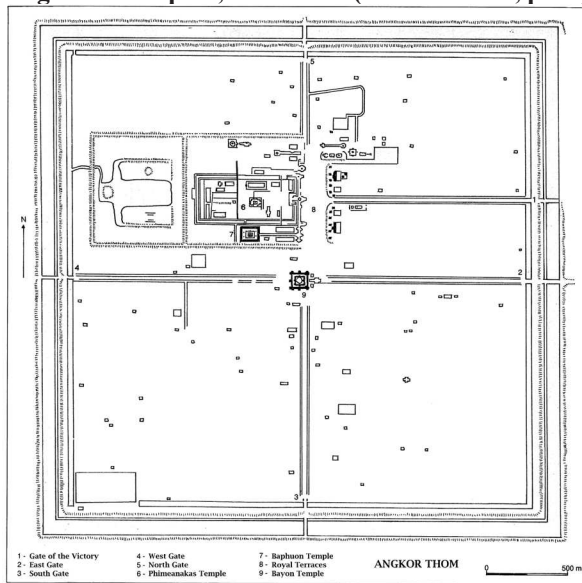 N
5
1
6
8
7
4
2
9
3
1 - Gate of the Victory
2 - East Gate
3 - South Gate
4 - West Gate
5 - North Gate
6 - Phimeanakas Temple
7 - Baphuon Temple
8 - Royal Terraces
9 - Bayon Temple
ANGKOR THOM
0 500 m